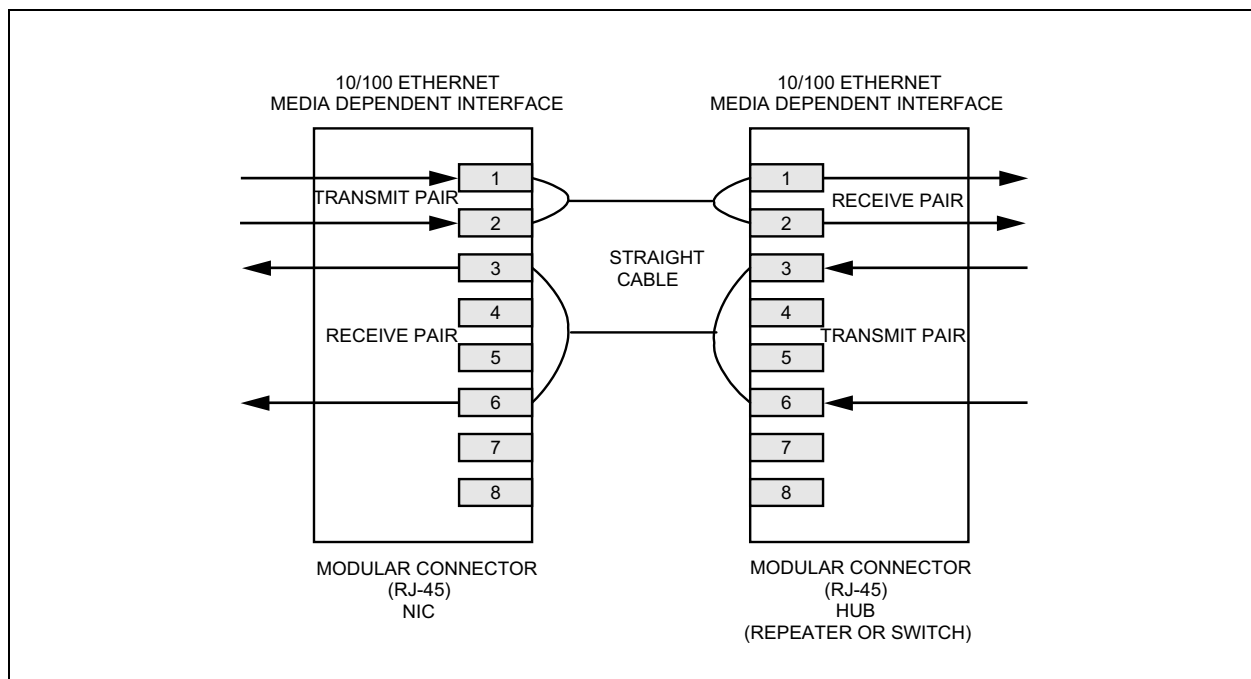 10/100 ETHERNET
MEDIA DEPENDENT INTERFACE
10/100 ETHERNET
MEDIA DEPENDENT INTERFACE
1
TRANSMIT PAIR
2
3
4
RECEIVE PAIR
5
6
7
8
STRAIGHT
CABLE
1
RECEIVE PAIR
2
3
4
TRANSMIT PAIR
5
6
7
8
MODULAR CONNECTOR
(RJ-45)
NIC
MODULAR CONNECTOR
(RJ-45)
HUB
(REPEATER OR SWITCH)